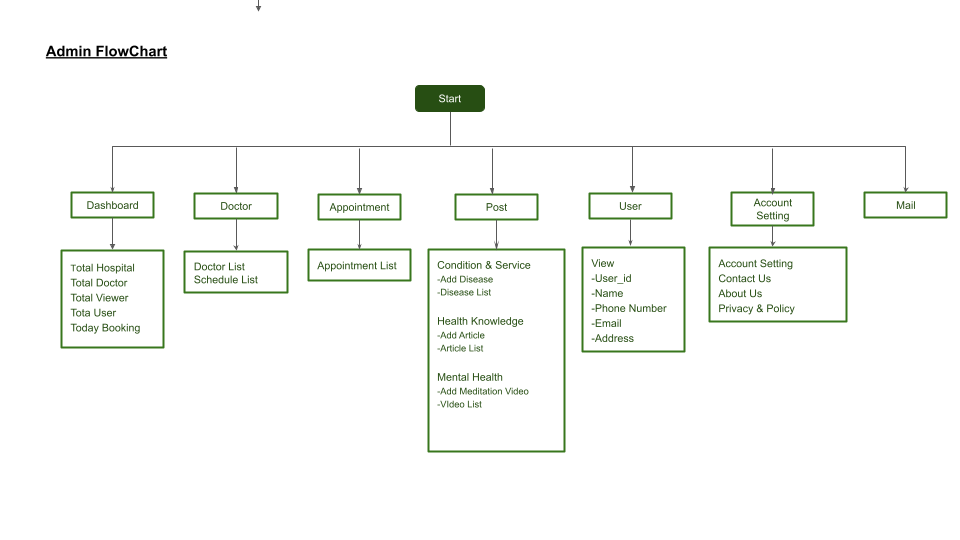 Admin FlowChart
Start
Dashboard
Doctor
Appointment
Post
User
Account
Setting
Mail
Total Hospital
Total Doctor
Total Viewer
Tota User
Today Booking
Doctor List
Schedule List
Appointment List
Condition & Service
-Add Disease
-Disease List
Health Knowledge
-Add Article
-Article List
Mental Health
-Add Meditation Video
-VIdeo List
View
-User_id
-Name
-Phone Number
-Email
-Address
Account Setting
Contact Us
About Us
Privacy & Policy